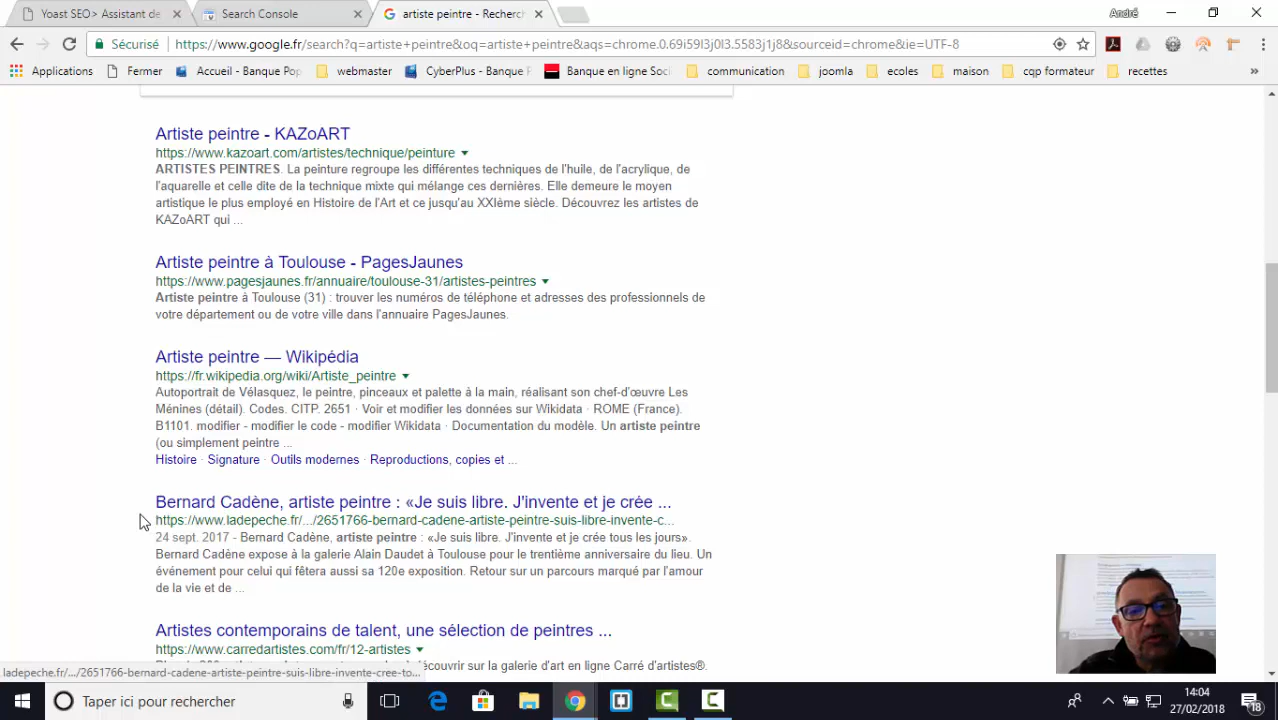 Yoast SEO> Assistant de
Search Console
artiste peintre - Recherc
André
Sécurisé
https://www.google.fr/search?q=artiste+peintre&oq=artiste+peintre&aqs=chrome.0.69i59l3j0l3.5583j1j8&sourceid=chrome&ie=UTF-8
Applications
Fermer
Accueil - Banque Pop
webmaster
CyberPlus - Banque P
Banque en ligne Soci
communication
joomla
ecoles
maison
cqp formateur
recettes
»
Artiste peintre - KAZoART
https://www.kazoart.com/artistes/technique/peinture
ARTISTES PEINTRES. La peinture regroupe les différentes techniques de l'huile, de l'acrylique, de
l'aquarelle et celle dite de la technique mixte qui mélange ces dernières. Elle demeure le moyen
artistique le plus employé en Histoire de l'Art et ce jusqu'au XXIème siècle. Découvrez les artistes de
KAZoART qui ...
Artiste peintre à Toulouse - PagesJaunes
https://www.pagesjaunes.fr/annuaire/toulouse-31/artistes-peintres
Artiste peintre à Toulouse (31) : trouver les numéros de téléphone et adresses des professionnels de
votre département ou de votre ville dans l'annuaire PagesJaunes.
Artiste peintre — Wikipédia
https://fr.wikipedia.org/wiki/Artiste_peintre
Autoportrait de Vélasquez, le peintre, pinceaux et palette à la main, réalisant son chef-d'œuvre Les
Ménines (détail). Codes. CITP. 2651 · Voir et modifier les données sur Wikidata · ROME (France).
B1101. modifier - modifier le code - modifier Wikidata · Documentation du modèle. Un artiste peintre
(ou simplement peintre ...
Histoire · Signature · Outils modernes · Reproductions, copies et ...
Bernard Cadène, artiste peintre : «Je suis libre. J'invente et je crée ...
https://www.ladepeche.fr/.../2651766-bernard-cadene-artiste-peintre-suis-libre-invente-c...
24 sept. 2017 - Bernard Cadène, artiste peintre : «Je suis libre. J'invente et je crée tous les jours».
Bernard Cadène expose à la galerie Alain Daudet à Toulouse pour le trentième anniversaire du lieu. Un
événement pour celui qui fêtera aussi sa 120e exposition. Retour sur un parcours marqué par l'amour
de la vie et de ...
Artistes contemporains de talent, une sélection de peintres ...
https://www.carredartistes.com/fr/12-artistes
découvrir sur la galerie d'art en ligne Carré d'artistes®.
ladepeche.fr/.../2651766-bernard-cadene-artiste-peintre-suis-libre-invente-cree-to...
Taper ici pour rechercher
14:04
27/02/2018
18